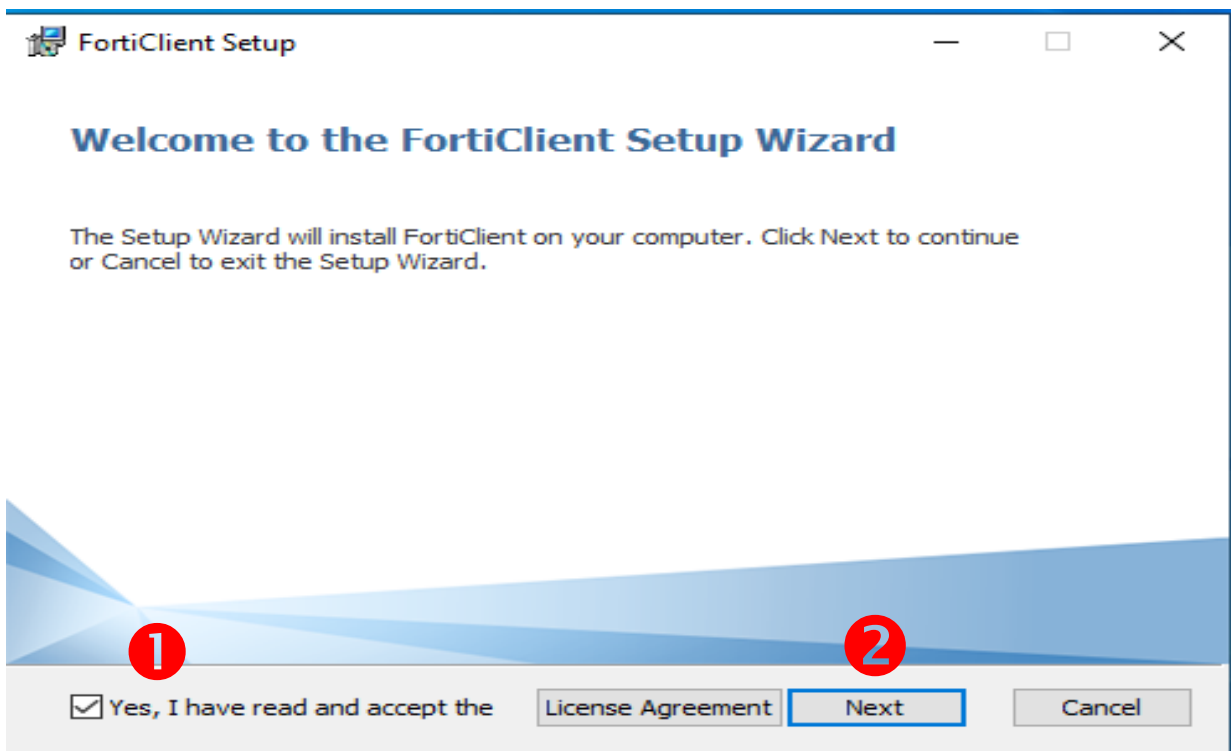 FortiClient Setup
Welcome to the FortiClient Setup Wizard
The Setup Wizard will install FortiClient on your computer. Click Next to continue
or Cancel to exit the Setup Wizard.
1 2
Yes, I have read and accept the License Agreement Next Cancel